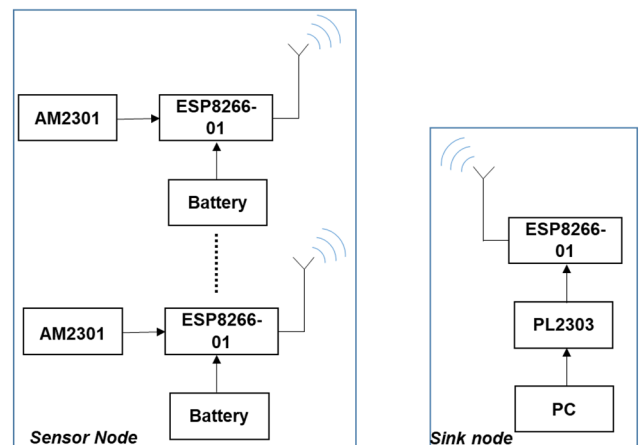 AM2301
ESP8266-
01
Battery
AM2301
ESP8266-
01
Battery
Sensor Node
ESP8266-
01
PL2303
PC
Sink node